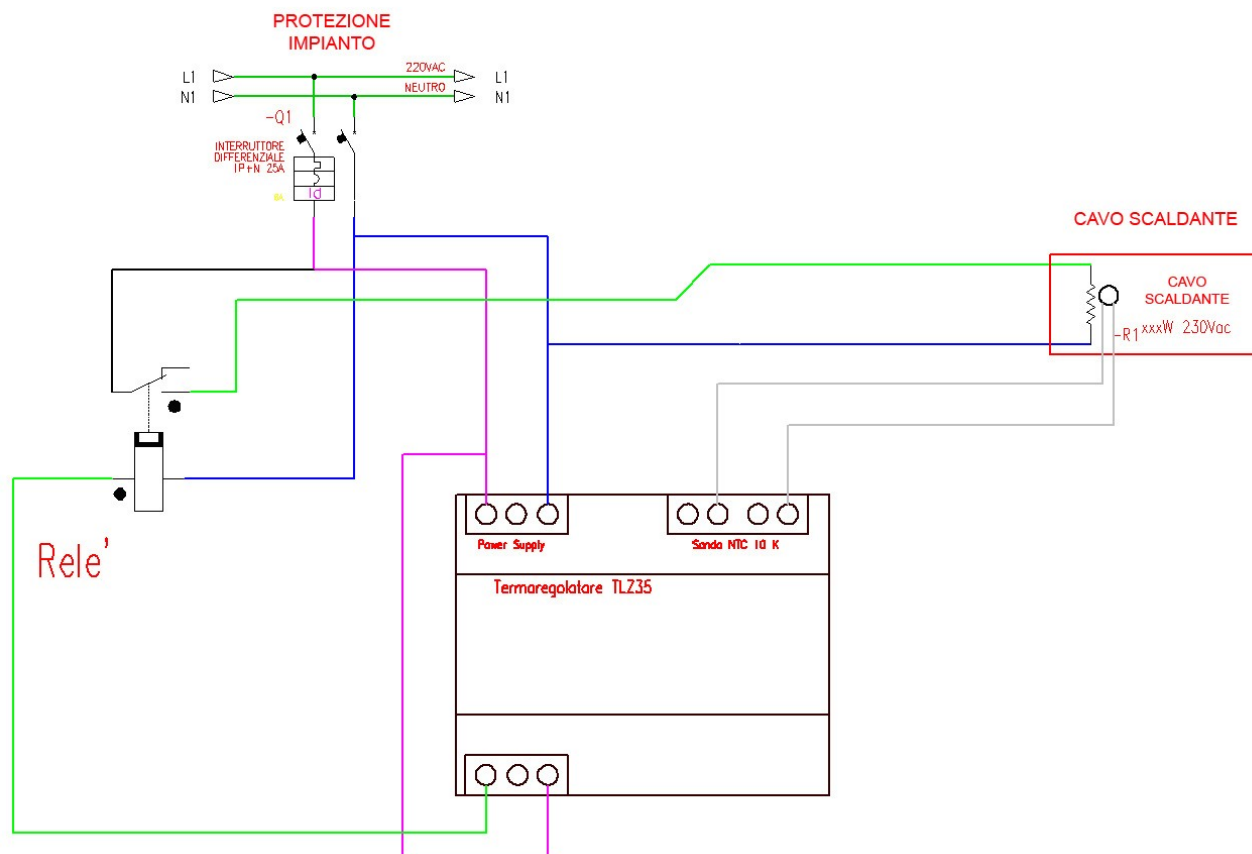 PROTEZIONE
IMPIANTO
L1 220VAC L1
N1 NEUTRO N1
-Q1
INTERRUTTORE
DIFFERENZIALE
1P+N 25A
Id
CAVO SCALDANTE
CAVO
SCALDANTE
-R1 xxxW 230Vac
Rele'
Power Supply
Sonda NTC 10 K
Termoregolatore TLZ35